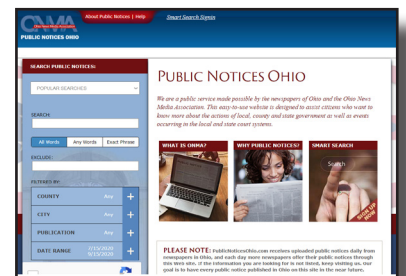 ONMA
Ohio News Media Association
PUBLIC NOTICES OHIO
About Public Notices | Help
Smart Search Signin
SEARCH PUBLIC NOTICES:
POPULAR SEARCHES
SEARCH:
All Words Any Words Exact Phrase
EXCLUDE:
FILTERED BY:
COUNTY Any +
CITY Any +
PUBLICATION Any +
DATE RANGE 7/15/2020 +
9/15/2020
PUBLIC NOTICES OHIO
We are a public service made possible by the newspapers of Ohio and the Ohio News
Media Association. This easy-to-use website is designed to assist citizens who want to
know more about the actions of local, county and state government as well as events
occurring in the local and state court systems.
WHAT IS ONMA?
WHY PUBLIC NOTICES?
SMART SEARCH
Search
SIGN UP
NOW
PLEASE NOTE: PublicNoticesOhio.com receives uploaded public notices daily from
newspapers in Ohio, and each day more newspapers offer their public notices through
this Web site. If the information you are looking for is not listed, keep visiting us. Our
goal is to have every public notice published in Ohio on this site in the near future.